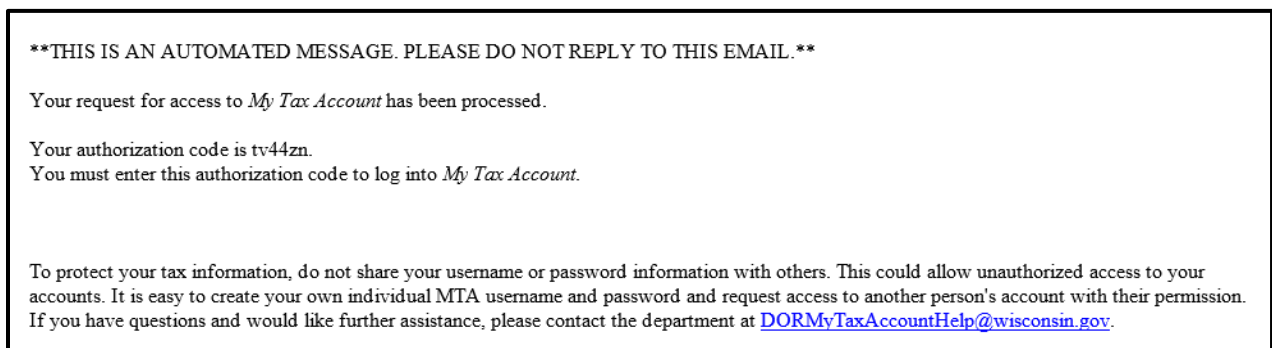 **THIS IS AN AUTOMATED MESSAGE. PLEASE DO NOT REPLY TO THIS EMAIL.**
Your request for access to My Tax Account has been processed.
Your authorization code is tv44zn.
You must enter this authorization code to log into My Tax Account.
To protect your tax information, do not share your username or password information with others. This could allow unauthorized access to your
accounts. It is easy to create your own individual MTA username and password and request access to another person's account with their permission.
If you have questions and would like further assistance, please contact the department at DORMyTaxAccountHelp@wisconsin.gov.